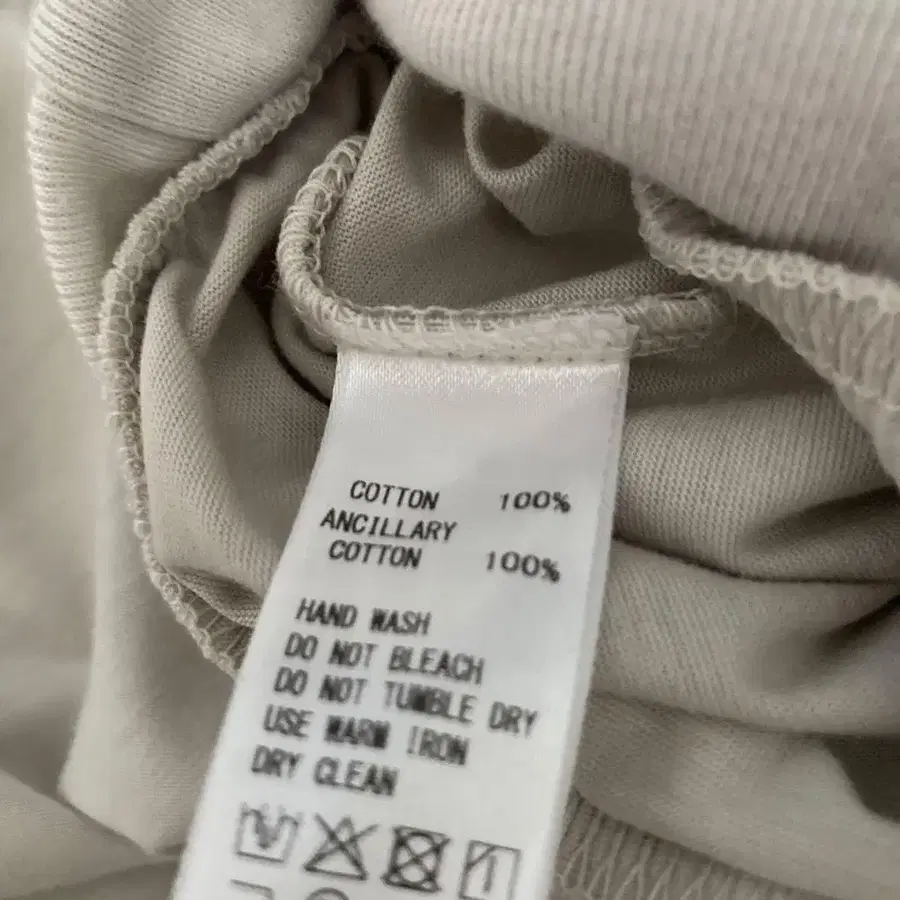 COTTON 100%
ANCILLARY
COTTON 100%
HAND WASH
DO NOT BLEACH
DO NOT TUMBLE DRY
USE WARM IRON
DRY CLEAN